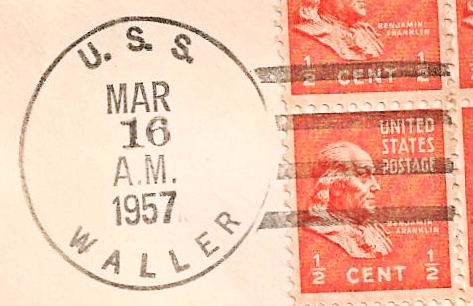 U.S.S.
MAR
16
A.M.
1957
WALLER
BENJAMIN
FRANKLIN
1/2 CENT 1/2
UNITED
STATES
POSTAGE
BENJAMIN
FRANKLIN
1/2 CENT 1/2